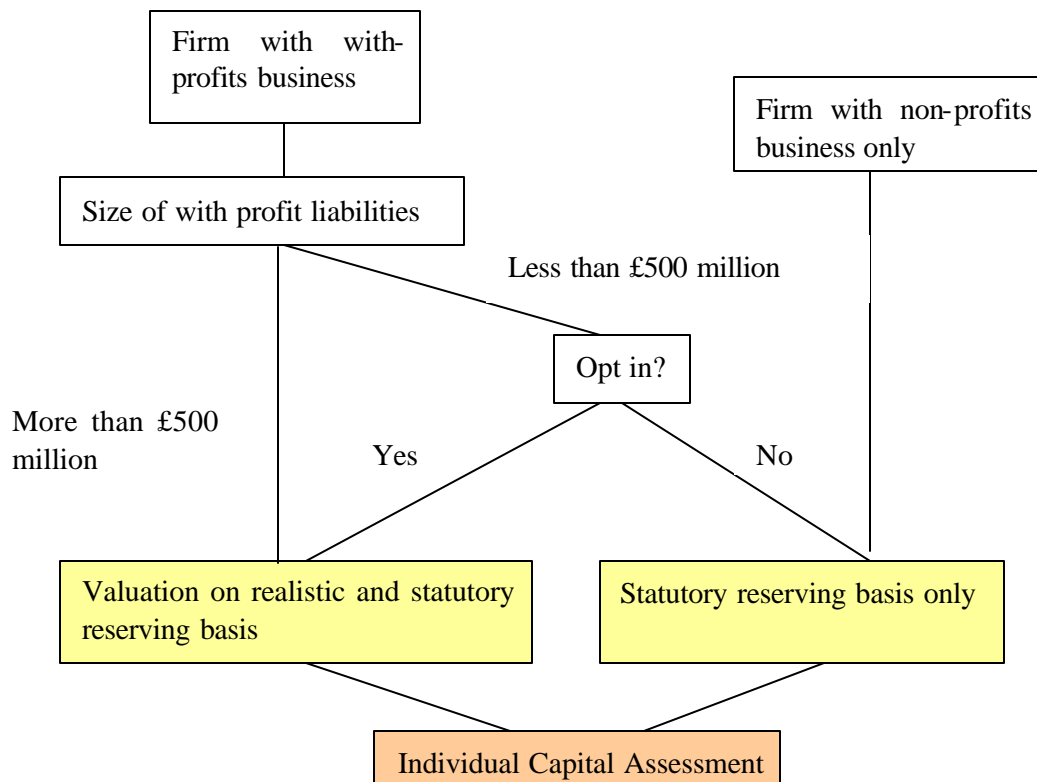 Firm with with-
profits business
Firm with non-profits
business only
Size of with profit liabilities
Less than £500 million
Opt in?
More than £500
million
Yes
No
Valuation on realistic and statutory
reserving basis
Statutory reserving basis only
Individual Capital Assessment